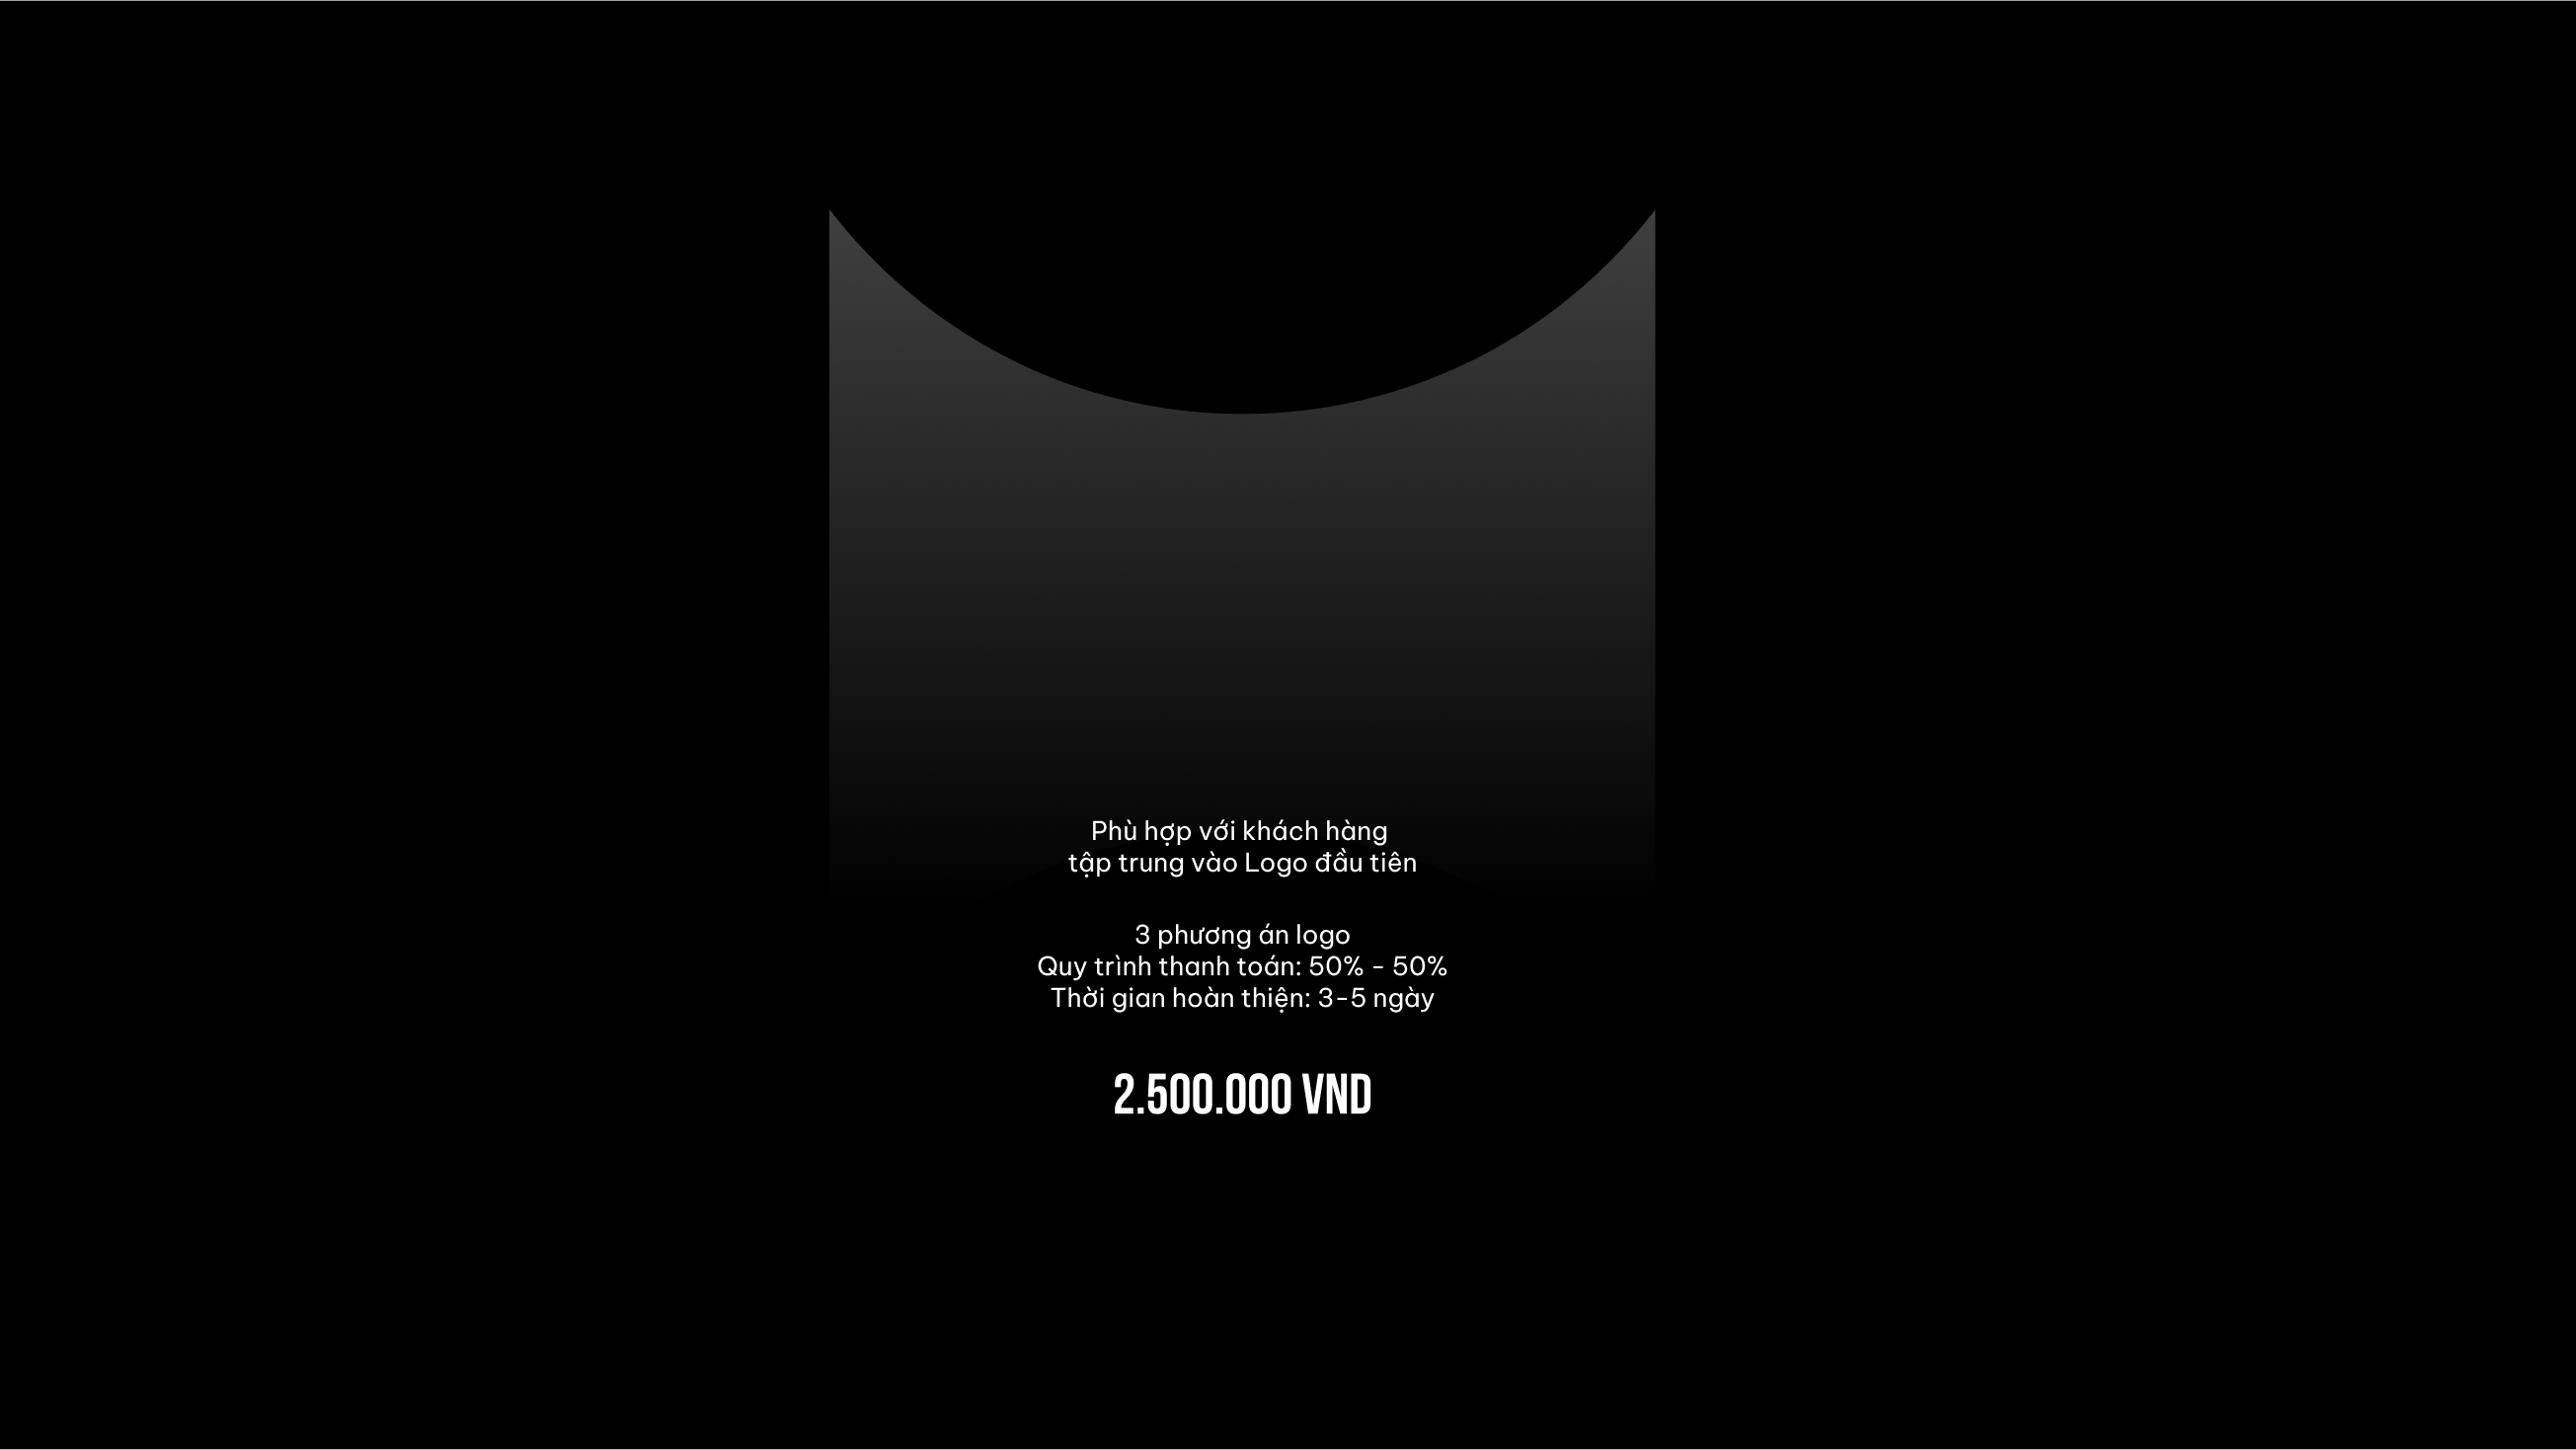 Phù hợp với khách hàng
tập trung vào Logo đầu tiên
3 phương án logo
Quy trình thanh toán: 50% - 50%
Thời gian hoàn thiện: 3-5 ngày
2.500.000 VND